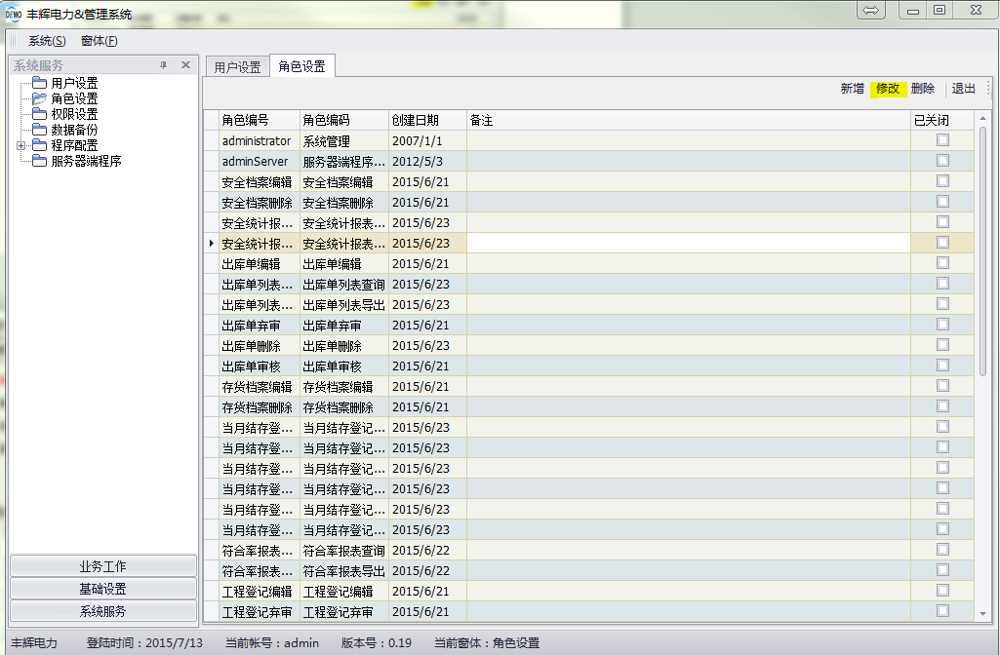 DEMO 丰辉电力&管理系统
系统(S) 窗体(F)
系统服务
用户设置
角色设置
权限设置
数据备份
程序配置
服务器端程序
业务工作
基础设置
系统服务
用户设置 角色设置
新增 修改 删除 退出
角色编号 角色编码 创建日期 备注 已关闭
administrator 系统管理 2007/1/1
adminServer 服务器端程序... 2012/5/3
安全档案编辑 安全档案编辑 2015/6/21
安全档案删除 安全档案删除 2015/6/21
安全统计报... 安全统计报表... 2015/6/23
安全统计报... 安全统计报表... 2015/6/23
出库单编辑 出库单编辑 2015/6/21
出库单列表... 出库单列表查询 2015/6/23
出库单列表... 出库单列表导出 2015/6/23
出库单弃审 出库单弃审 2015/6/21
出库单删除 出库单删除 2015/6/23
出库单审核 出库单审核 2015/6/21
存货档案编辑 存货档案编辑 2015/6/21
存货档案删除 存货档案删除 2015/6/21
当月结存登... 当月结存登记... 2015/6/23
当月结存登... 当月结存登记... 2015/6/23
当月结存登... 当月结存登记... 2015/6/23
当月结存登... 当月结存登记... 2015/6/23
当月结存登... 当月结存登记... 2015/6/23
当月结存登... 当月结存登记... 2015/6/23
符合率报表... 符合率报表查询 2015/6/22
符合率报表... 符合率报表导出 2015/6/22
工程登记编辑 工程登记编辑 2015/6/21
工程登记弃审 工程登记弃审 2015/6/21
丰辉电力 登陆时间：2015/7/13 当前帐号：admin 版本号：0.19 当前窗体：角色设置